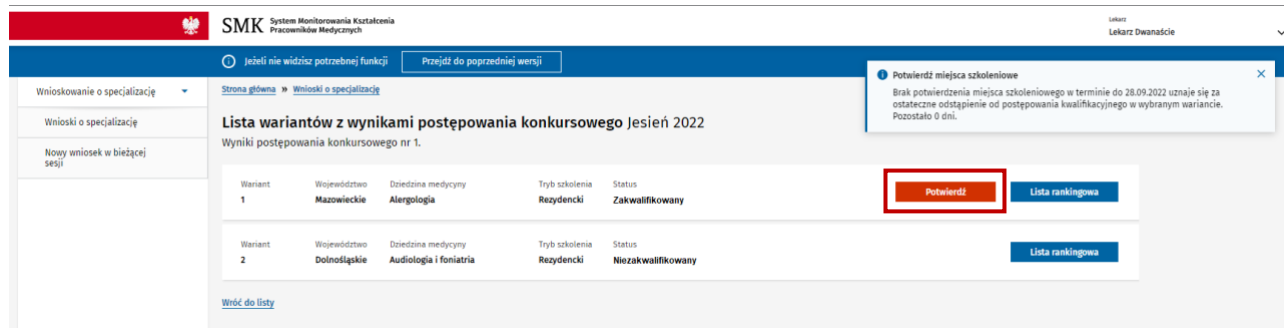 SMK System Monitorowania Kształcenia
Pracowników Medycznych
Lekarz
Lekarz Dwanaście
Jeżeli nie widzisz potrzebnej funkcji
Przejdź do poprzedniej wersji
Potwierdź miejsca szkoleniowe
Brak potwierdzenia miejsca szkoleniowego w terminie do 28.09.2022 uznaje się za
ostateczne odstąpienie od postępowania kwalifikacyjnego w wybranym wariancie.
Pozostało 0 dni.
Wnioskowanie o specjalizację
Wnioski o specjalizację
Nowy wniosek w bieżącej
sesji
Strona główna » Wnioski o specjalizację
Lista wariantów z wynikami postępowania konkursowego Jesień 2022
Wyniki postępowania konkursowego nr 1.
Wariant Województwo Dziedzina medycyny Tryb szkolenia Status
1 Mazowieckie Alergologia Rezydencki Zakwalifikowany
Potwierdź Lista rankingowa
Wariant Województwo Dziedzina medycyny Tryb szkolenia Status
2 Dolnośląskie Audiologia i foniatria Rezydencki Niezakwalifikowany
Lista rankingowa
Wróć do listy